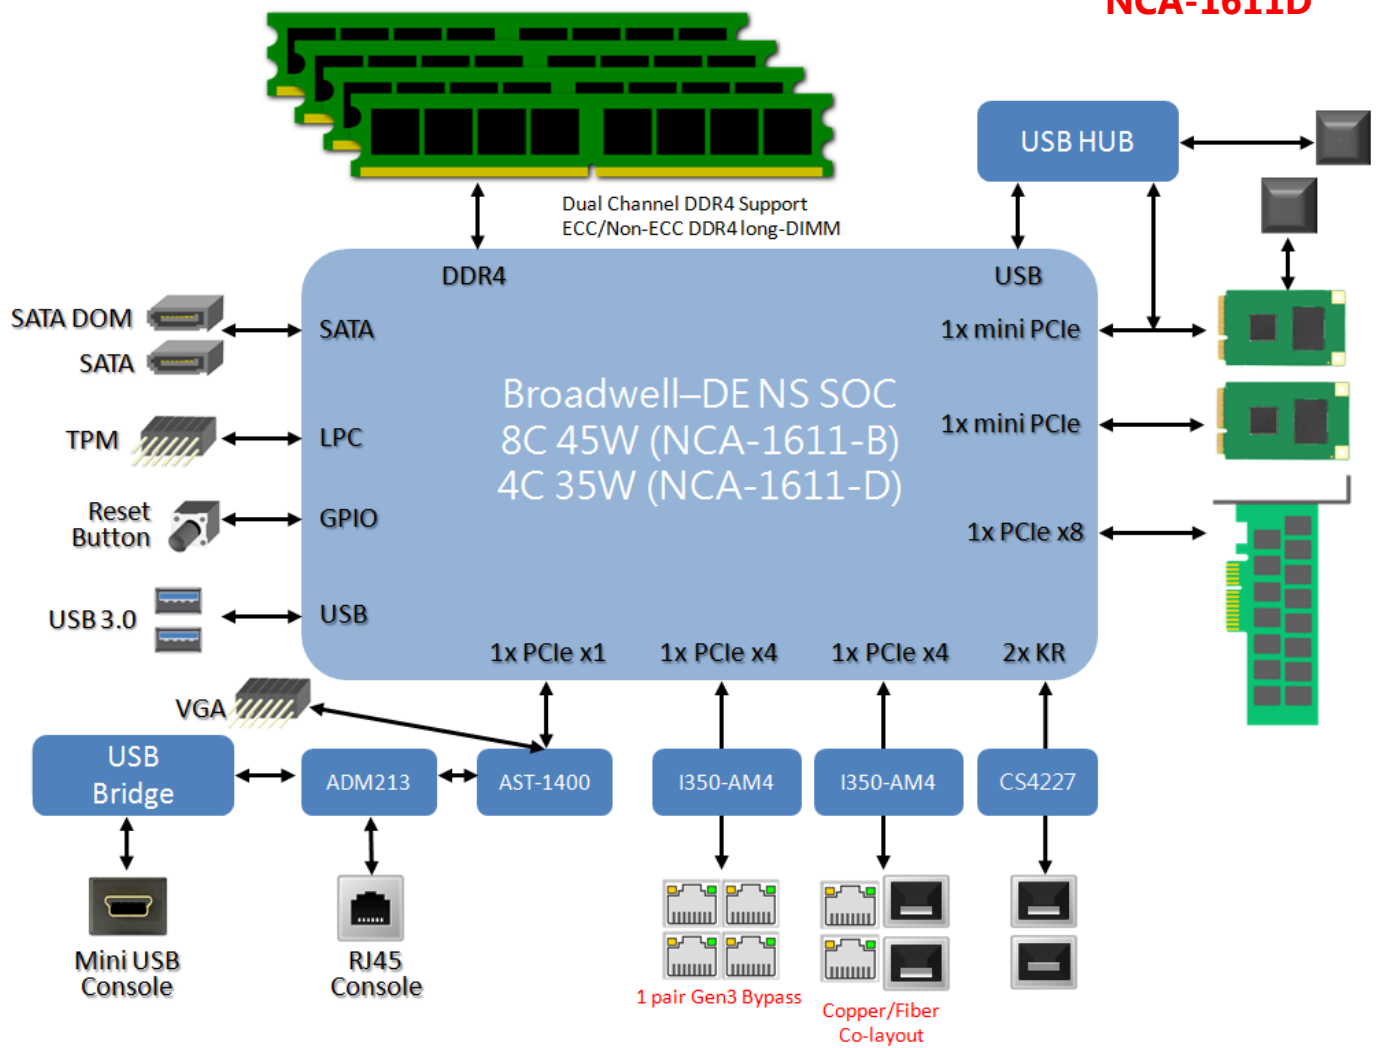 NCA-1611D
USB HUB
Dual Channel DDR4 Support
ECC/Non-ECC DDR4 long-DIMM
DDR4
USB
SATA DOM
SATA
SATA
1x mini PCIe
Broadwell–DE NS SOC
8C 45W (NCA-1611-B)
4C 35W (NCA-1611-D)
TPM
LPC
1x mini PCIe
Reset
Button
GPIO
1x PCIe x8
USB 3.0
USB
1x PCIe x1
1x PCIe x4
1x PCIe x4
2x KR
VGA
USB
Bridge
ADM213
AST-1400
I350-AM4
I350-AM4
CS4227
Mini USB
Console
RJ45
Console
1 pair Gen3 Bypass
Copper/Fiber
Co-layout